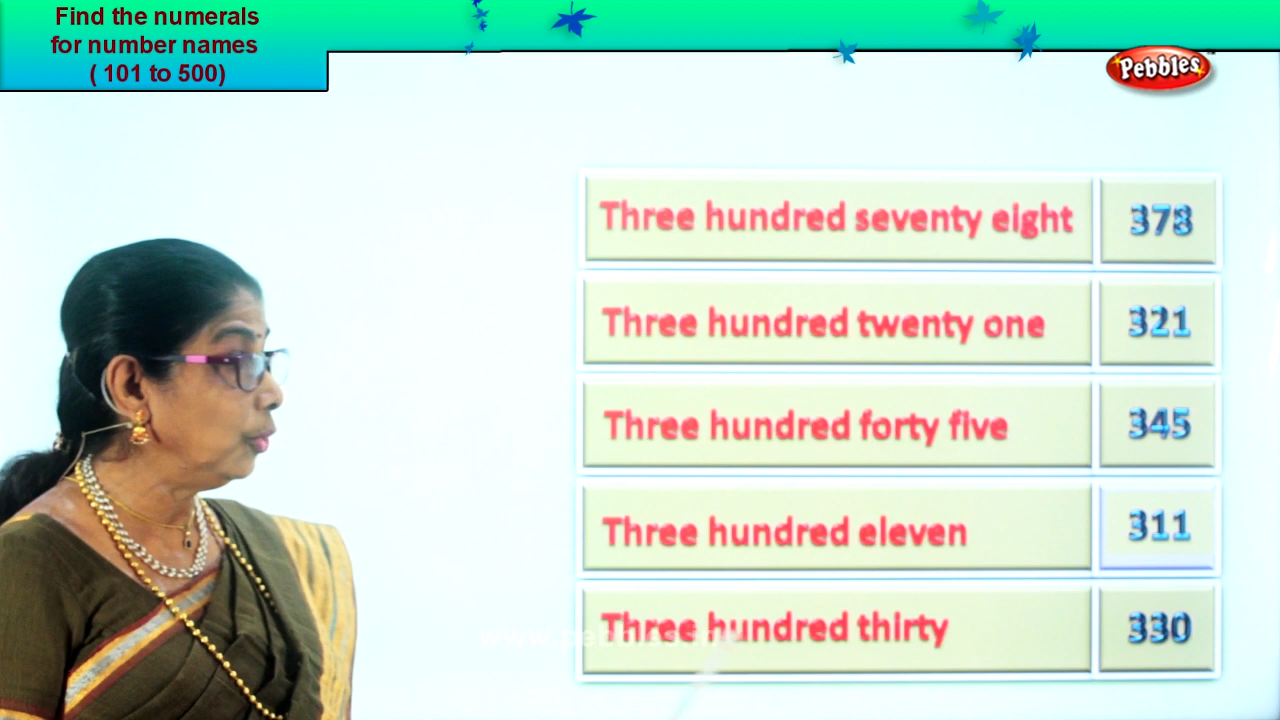 Find the numerals
for number names
( 101 to 500)
Pebbles
Three hundred seventy eight 378
Three hundred twenty one 321
Three hundred forty five 345
Three hundred eleven 311
Three hundred thirty 330